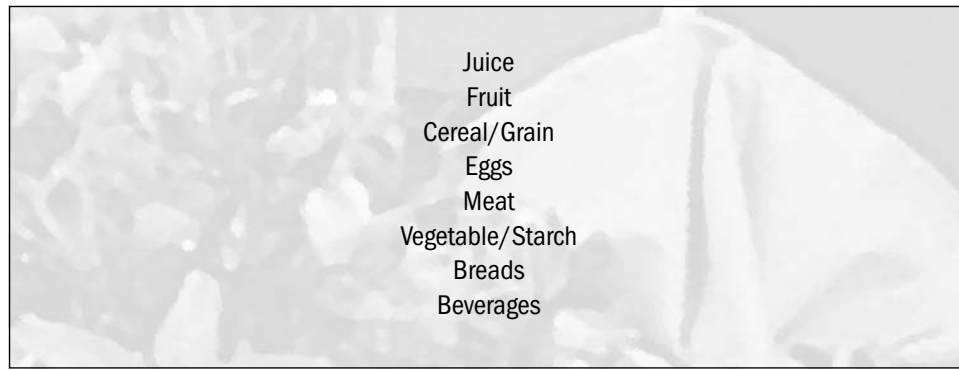 Juice
Fruit
Cereal/Grain
Eggs
Meat
Vegetable/Starch
Breads
Beverages